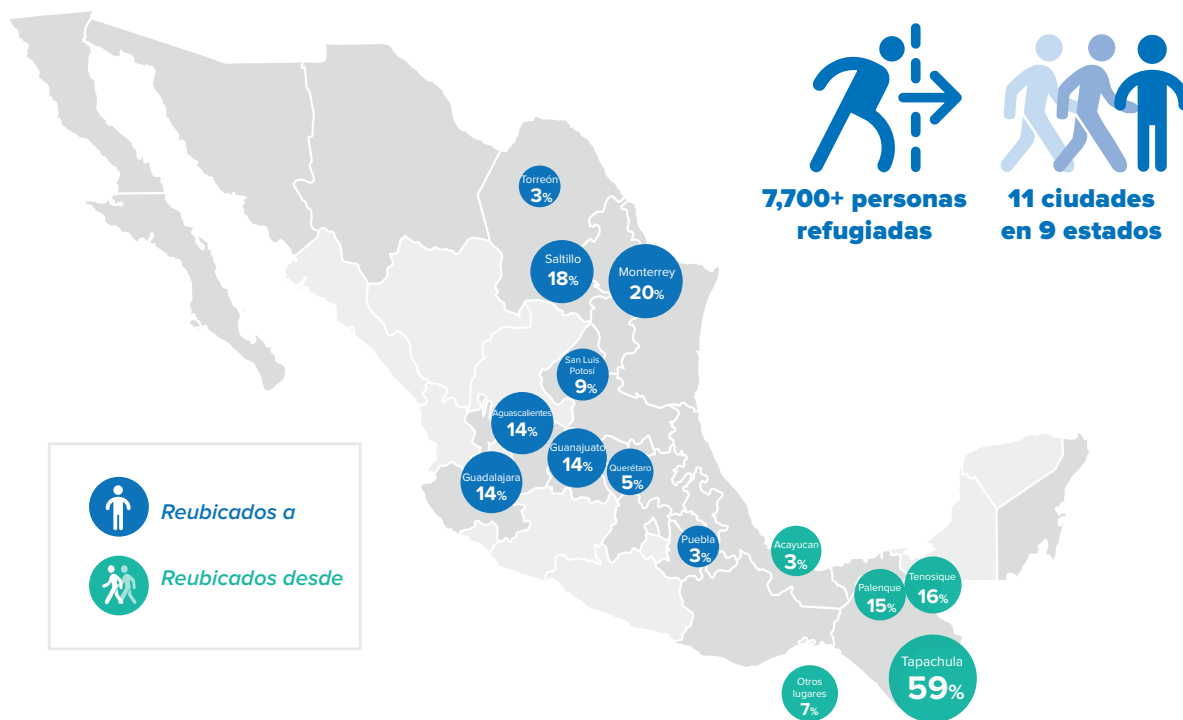 7,700+ personas
refugiadas
11 ciudades
en 9 estados
Torreón
3%
Saltillo
18%
Monterrey
20%
San Luis
Potosí
9%
Aguascalientes
14%
Guanajuato
14%
Querétaro
5%
Guadalajara
14%
Puebla
3%
Acayucan
3%
Palenque
15%
Tenosique
16%
Tapachula
59%
Otros
lugares
7%
Reubicados a
Reubicados desde